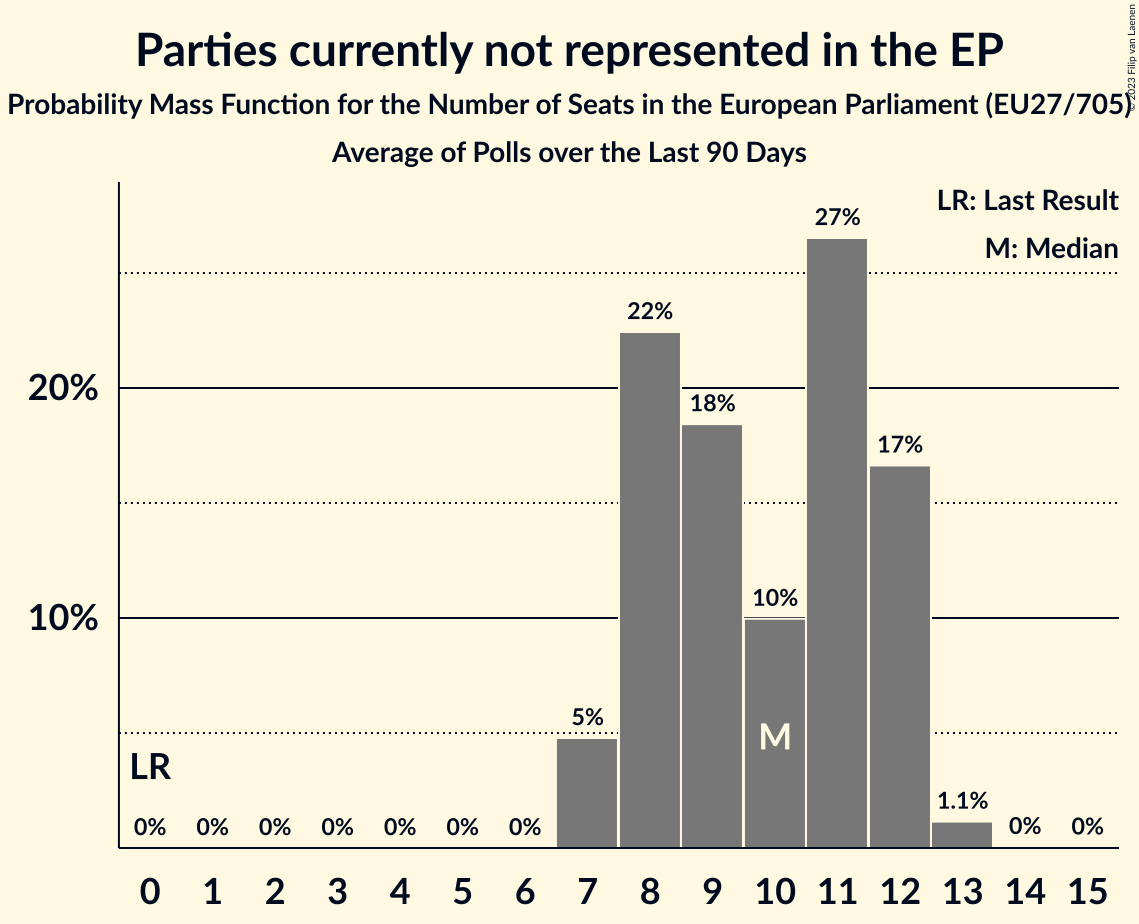 Parties currently not represented in the EP
Probability Mass Function for the Number of Seats in the European Parliament (EU27/705)
Average of Polls over the Last 90 Days
© 2023 Filip van Laenen
LR: Last Result
M: Median
27%
22%
20%
18%
17%
10%
10%
5%
M
LR
1.1%
0% 0% 0% 0% 0% 0% 0% 0% 0%
0 1 2 3 4 5 6 7 8 9 10 11 12 13 14 15